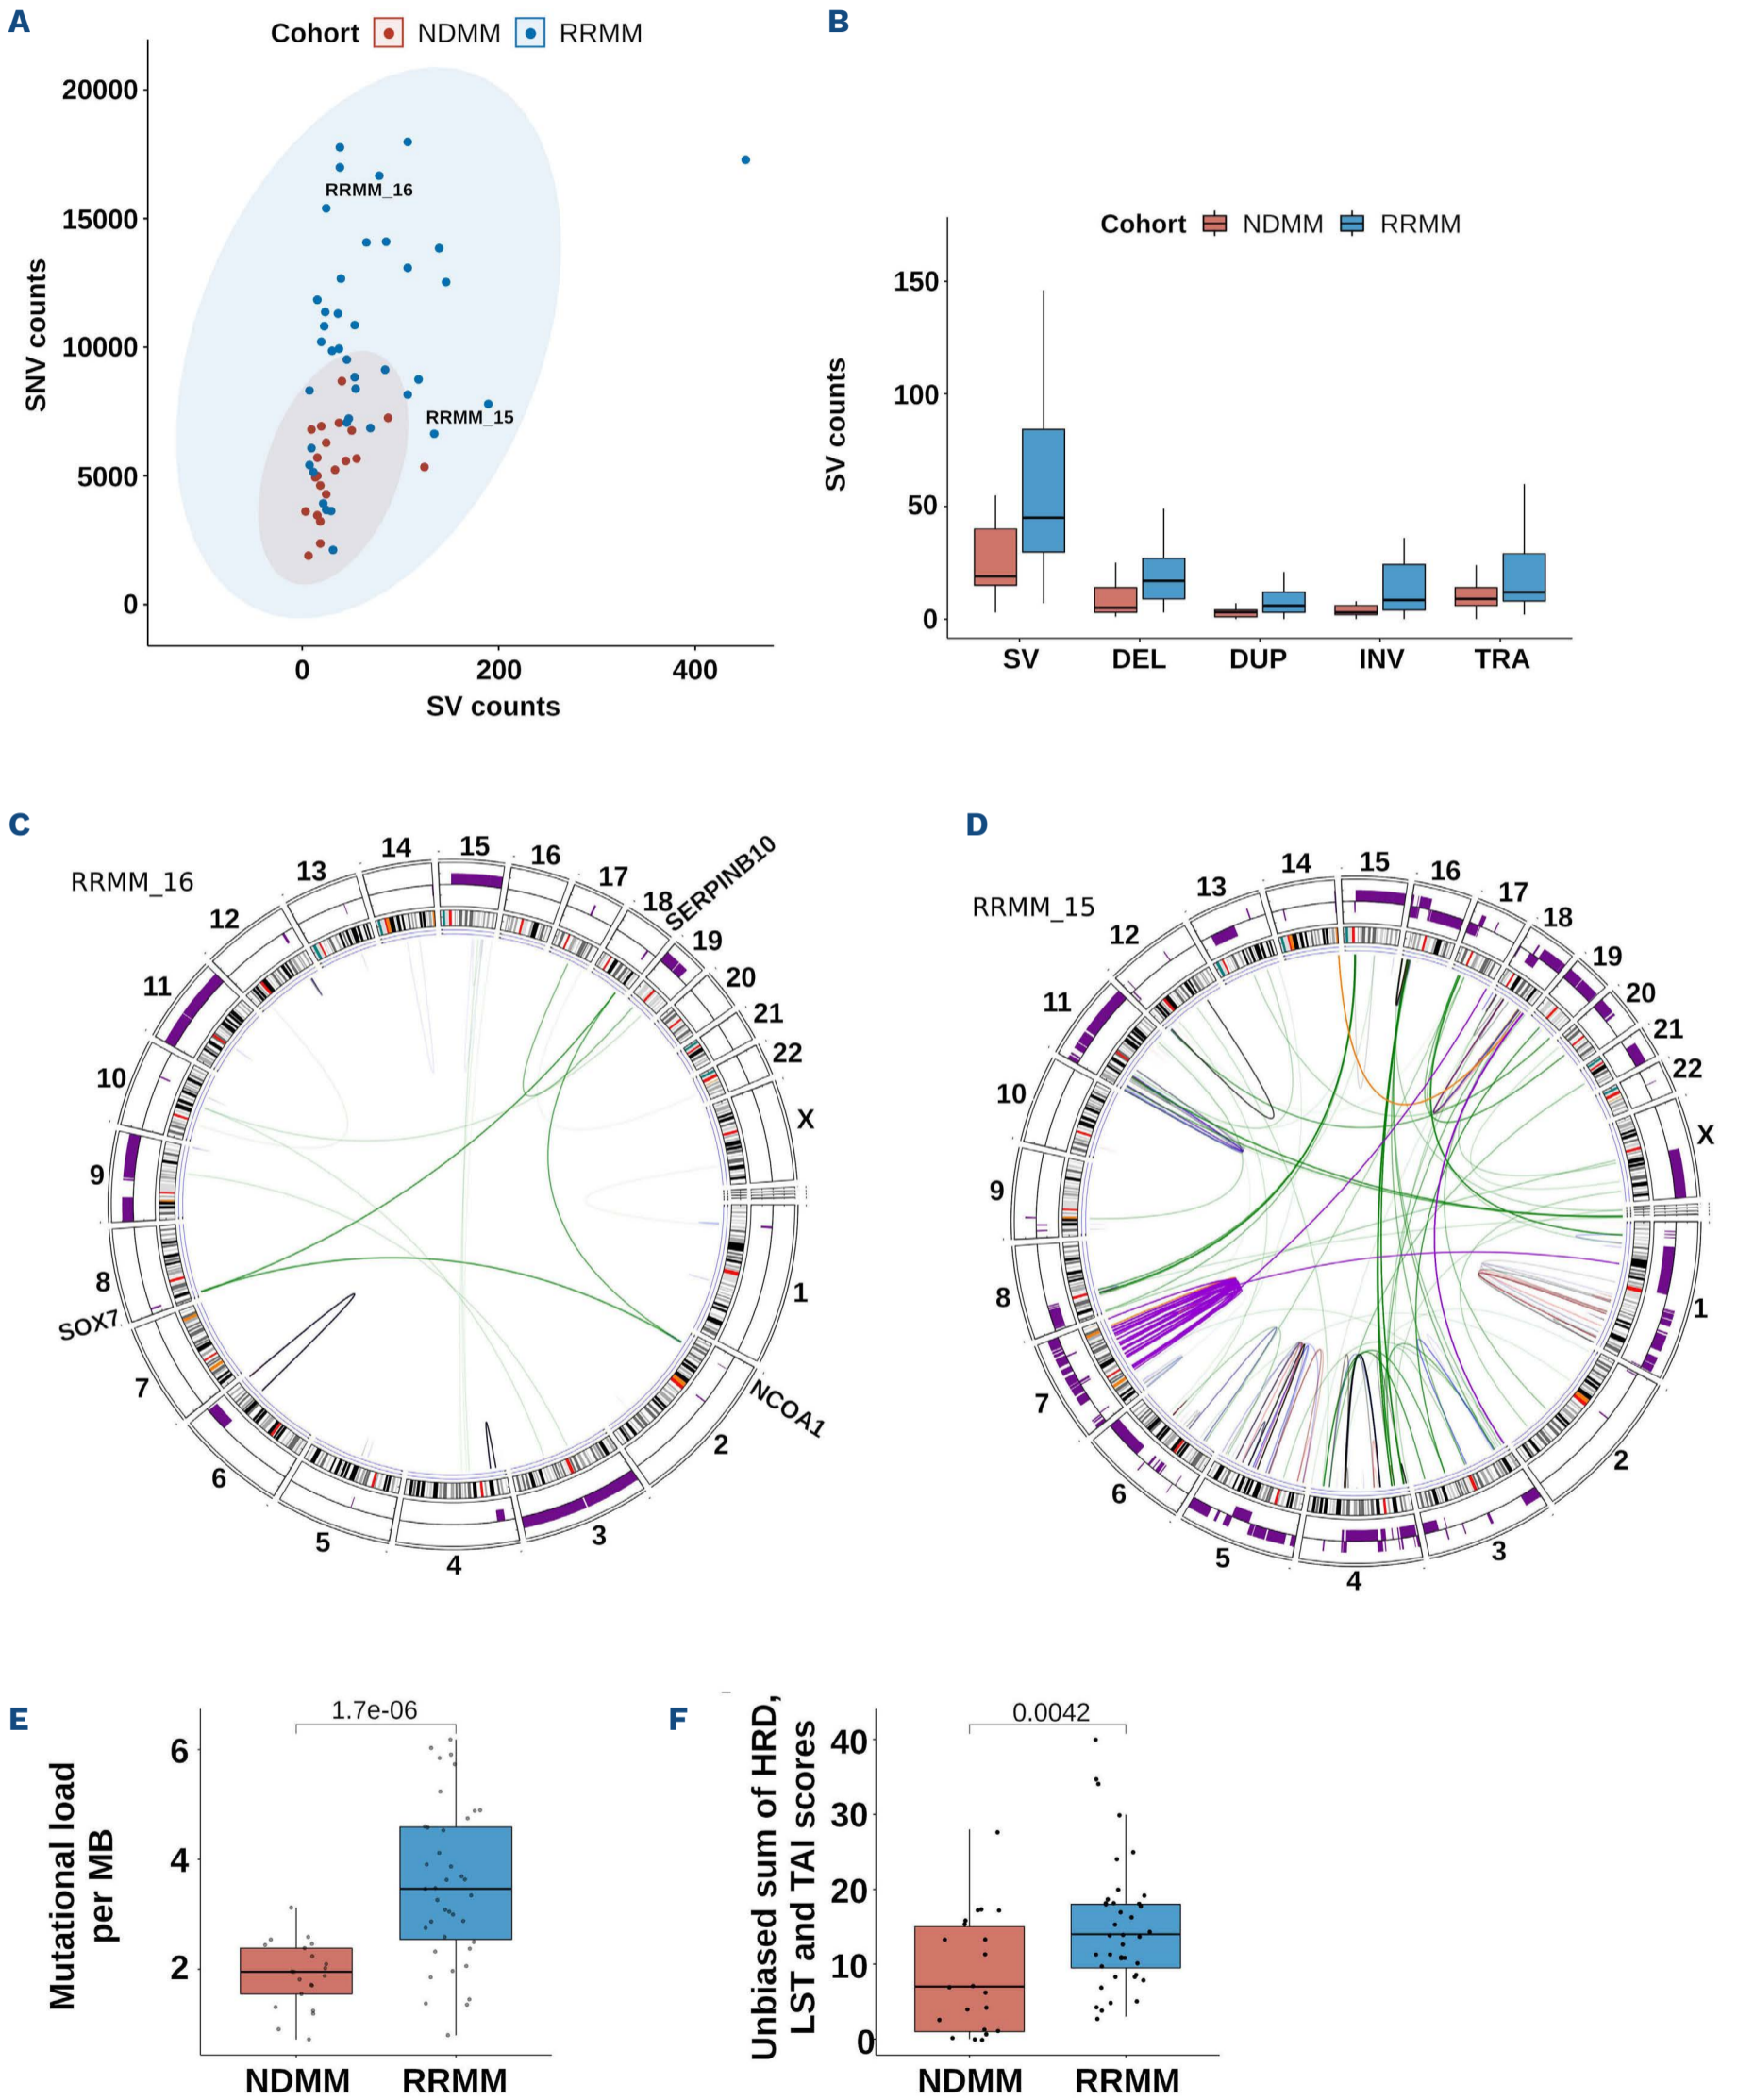 A
Cohort NDMM RRMM
20000
15000
10000
5000
0
SNV counts
RRMM_16
RRMM_15
0 200 400
SV counts
B
Cohort NDMM RRMM
150
100
50
0
SV counts
SV DEL DUP INV TRA
C
RRMM_16
1
2
3
4
5
6
7
8
9
10
11
12
13
14
15
16
17
18
19
20
21
22
X
SERPINB10
NCOA1
SOX7
D
RRMM_15
1
2
3
4
5
6
7
8
9
10
11
12
13
14
15
16
17
18
19
20
21
22
X
E
1.7e-06
6
4
2
Mutational load
per MB
NDMM RRMM
F
0.0042
40
30
20
10
0
Unbiased sum of HRD,
LST and TAI scores
NDMM RRMM